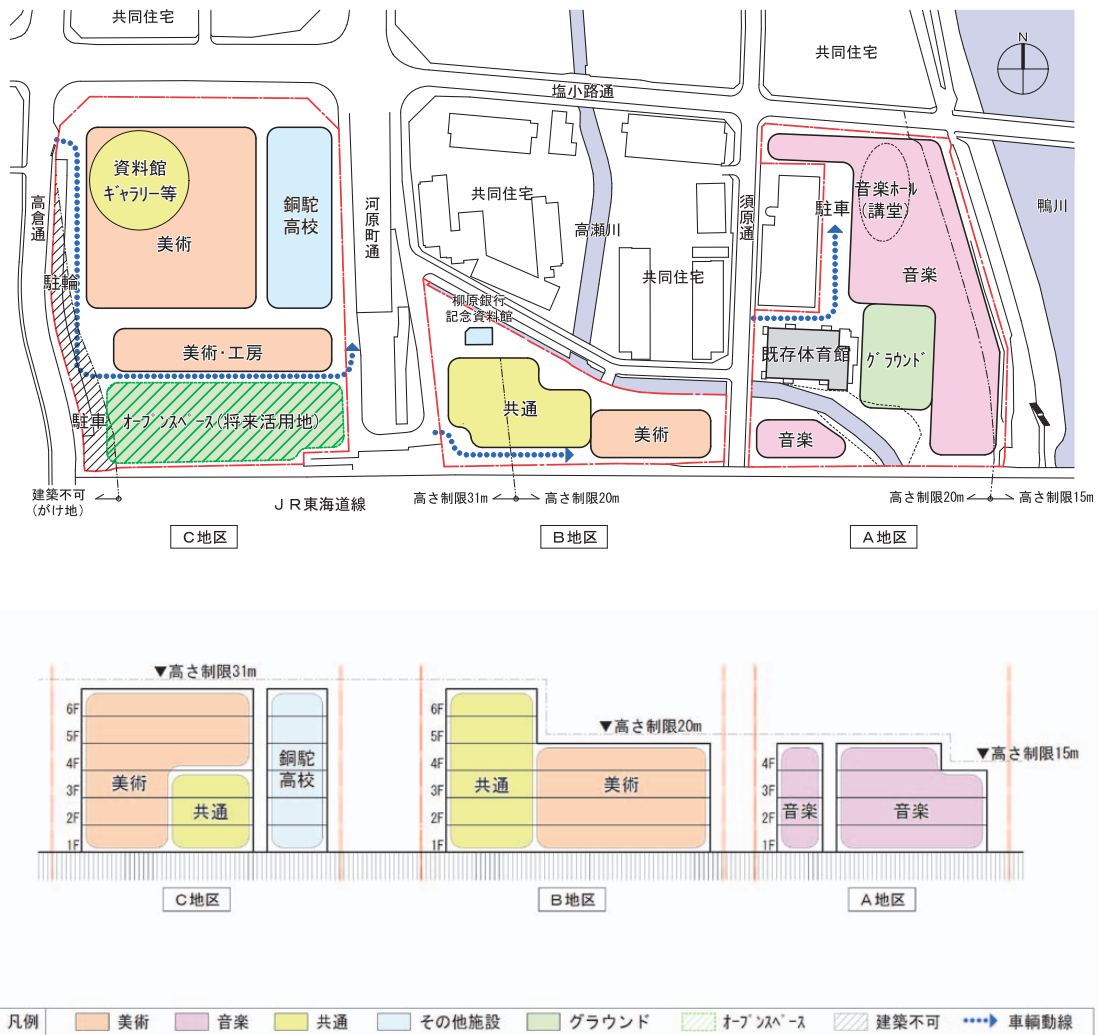 共同住宅
共同住宅
N
塩小路通
高倉通
資料館
ギャラリー等
美術
銅駝
高校
河原町通
共同住宅
高瀬川
共同住宅
須原通
駐車
音楽ホール
(講堂)
音楽
鴨川
駐輪
美術・工房
柳原銀行
記念資料館
既存体育館
グラウンド
駐車
オープンスペース(将来活用地)
共通
美術
音楽
建築不可
(がけ地)
JR東海道線
高さ制限31m
高さ制限20m
高さ制限20m
高さ制限15m
C地区
B地区
A地区
▼高さ制限31m
▼高さ制限20m
▼高さ制限15m
6F
5F
4F
3F
2F
1F
美術
共通
銅駝
高校
6F
5F
4F
3F
2F
1F
共通
美術
4F
3F
2F
1F
音楽
音楽
C地区
B地区
A地区
凡例 美術 音楽 共通 その他施設 グラウンド オープンスペース 建築不可 車輌動線